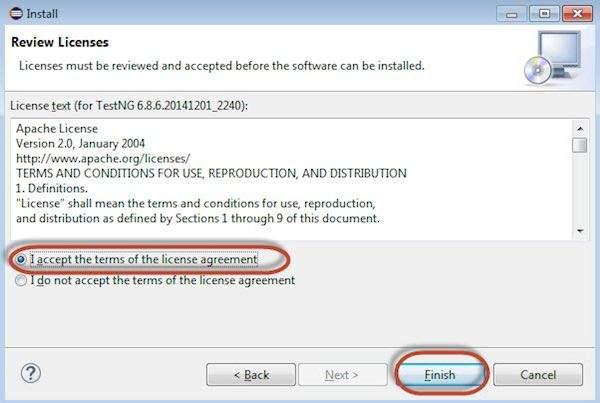 Install
Review Licenses
Licenses must be reviewed and accepted before the software can be installed.
License text (for TestNG 6.8.6.20141201_2240):
Apache License
Version 2.0, January 2004
http://www.apache.org/licenses/
TERMS AND CONDITIONS FOR USE, REPRODUCTION, AND DISTRIBUTION
1. Definitions.
"License" shall mean the terms and conditions for use, reproduction,
and distribution as defined by Sections 1 through 9 of this document.
I accept the terms of the license agreement
I do not accept the terms of the license agreement
? < Back Next > Finish Cancel